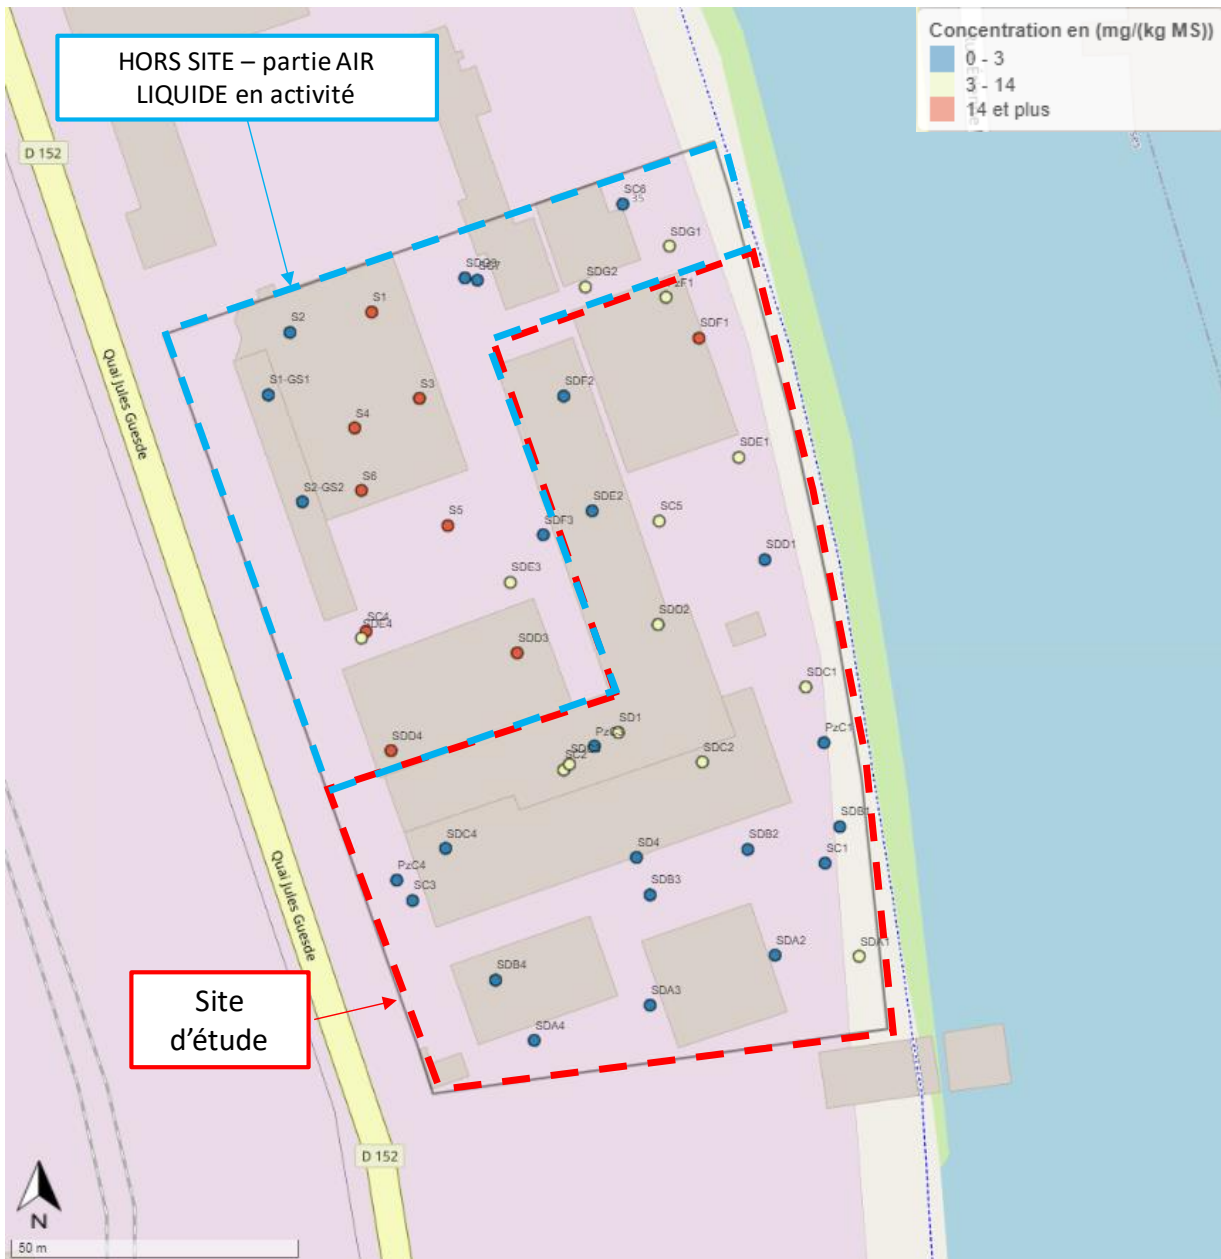 HORS SITE – partie AIR
LIQUIDE en activité
Concentration en (mg/(kg MS))
0 - 3
3 - 14
14 et plus
D 152
SC6
35
SDG1
SDG2
S1
S2
SDF1
S1-GS1
S3
SDF2
S4
Quai Jules Guesde
SDE1
S6
S2-GS2
SDE2
SC5
S5
SDF3
SDD1
SDE3
SC4
SDE4
SDD2
SDD3
SDC1
SD1
SDD4
PzC1
SC2
SDC2
SDB1
SDC4
SD4
SDB2
SC1
PzC4
SC3
SDB3
Quai Jules Guesde
SDA1
SDA2
SDB4
Site
d'étude
SDA3
SDA4
D 152
N
50 m